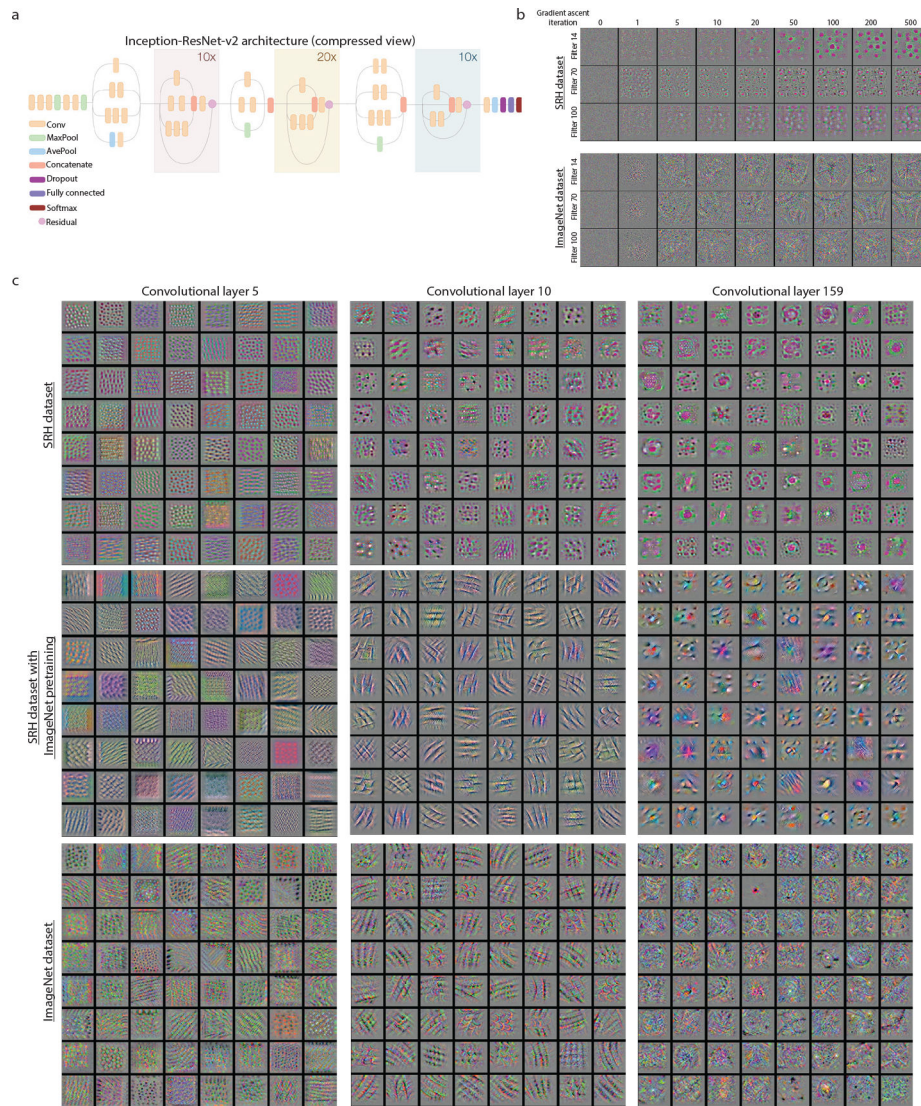 a
Inception-ResNet-v2 architecture (compressed view)
10x
20x
10x
Conv
MaxPool
AvePool
Concatenate
Dropout
Fully connected
Softmax
Residual
b
Gradient ascent
iteration
0 1 5 10 20 50 100 200 500
SRH dataset
Filter 14
Filter 70
Filter 100
ImageNet dataset
Filter 14
Filter 70
Filter 100
c
Convolutional layer 5
Convolutional layer 10
Convolutional layer 159
SRH dataset
SRH dataset with
ImageNet pretraining
ImageNet dataset